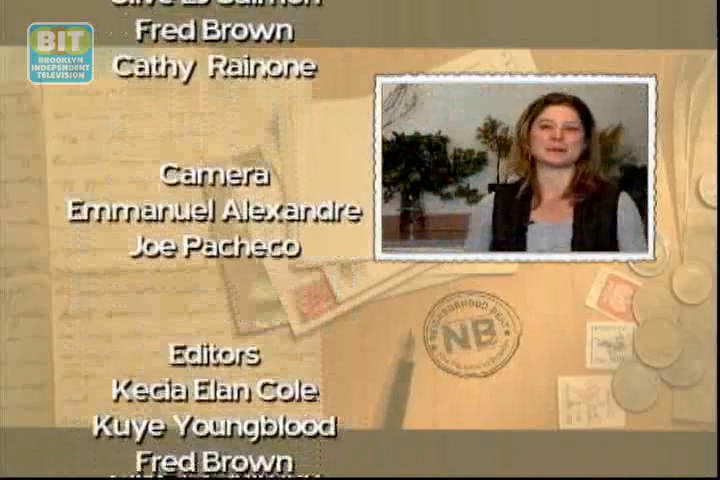 BIT
BROOKLYN
INDEPENDENT
TELEVISION
Fred Brown
Cathy Rainone
Camera
Emmanuel Alexandre
Joe Pacheco
NB
Editors
Kecia Elan Cole
Kuye Youngblood
Fred Brown